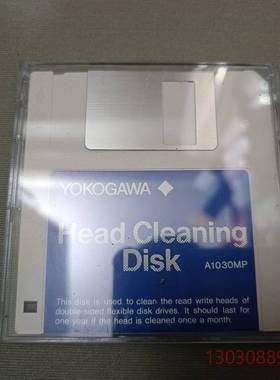 YOKOGAWA
Head Cleaning
Disk
A1030MP
This disk is used to clean the read write heads of
double-sided flexible disk drives. It should last for
one year if the head is cleaned once a month.
1303088